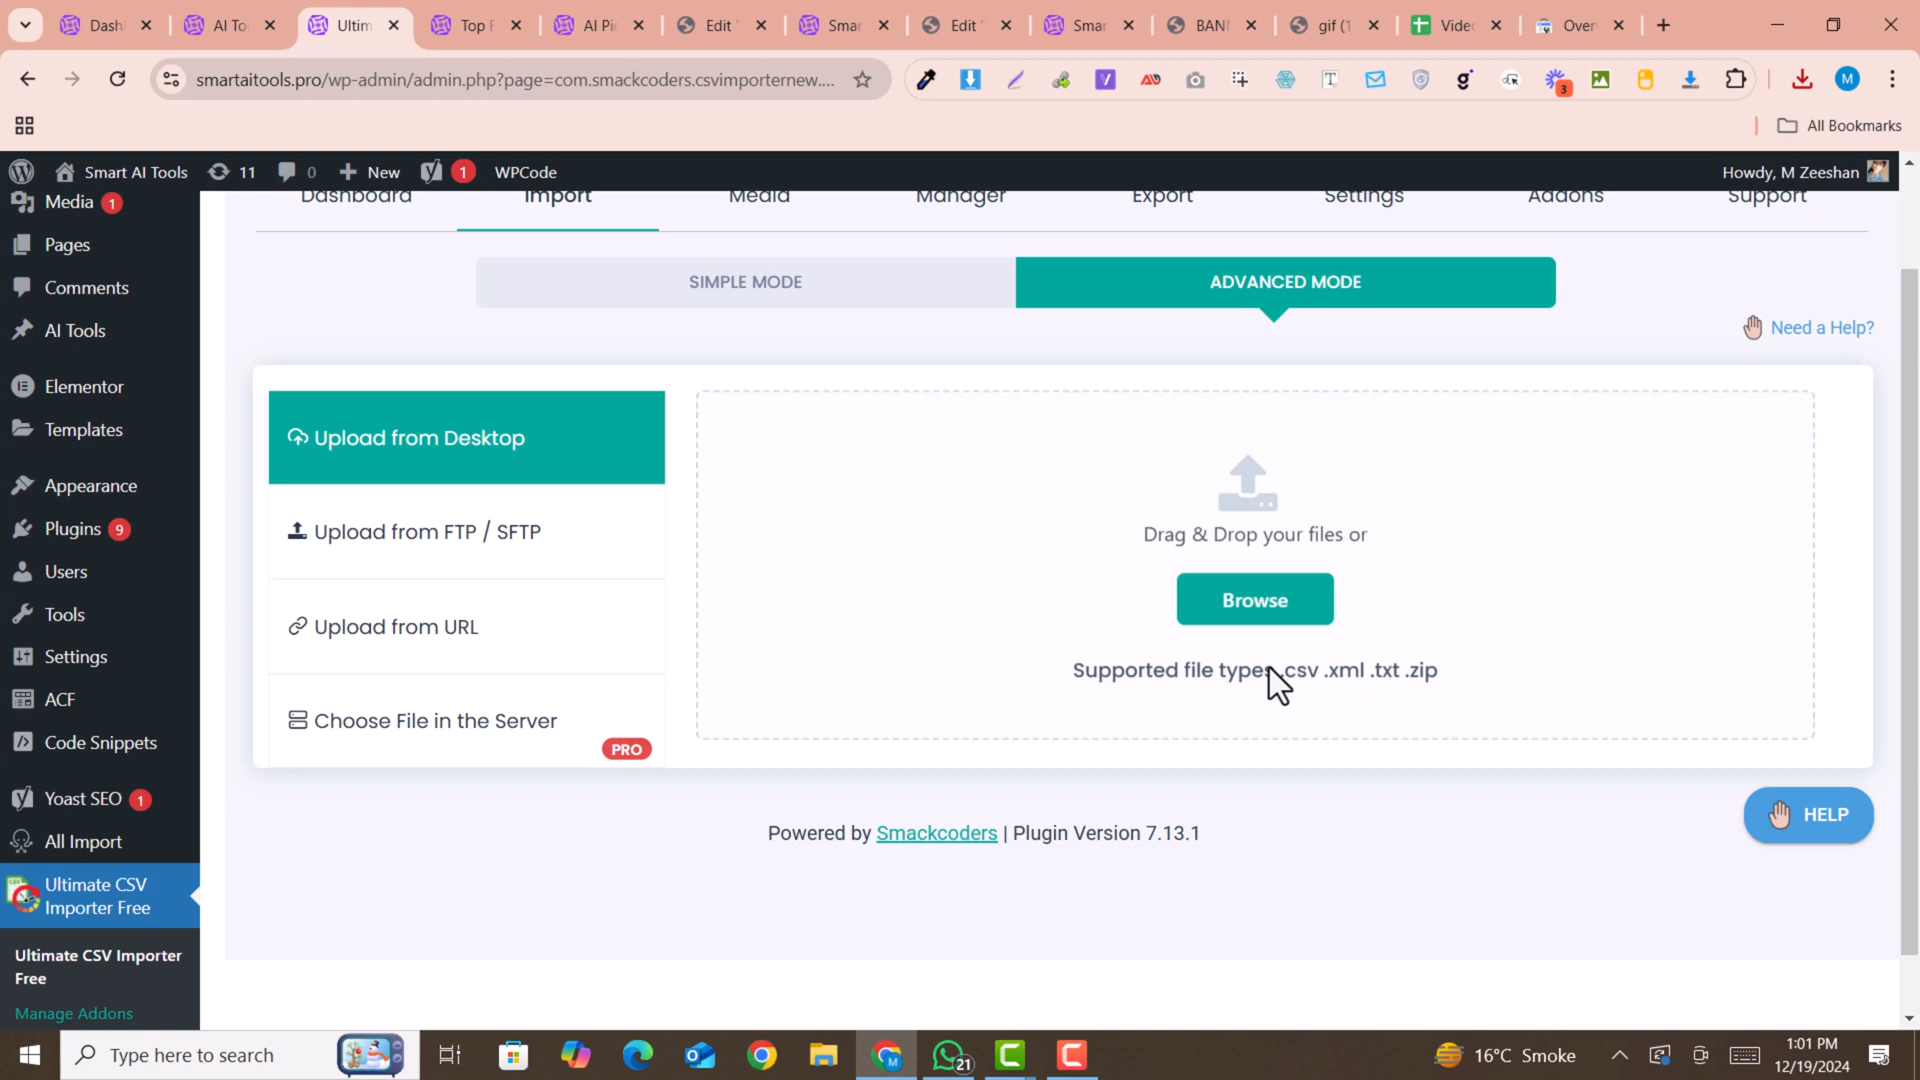 Dash
AI To
Ultim
Top F
AI Pic
Edit "
Smar
Edit "
Smar
BANI
gif (1
Video
Over
smartaitools.pro/wp-admin/admin.php?page=com.smackcoders.csvimporternew....
3
M
All Bookmarks
Smart AI Tools
11
0
New
1
WPCode
Howdy, M Zeeshan
Media 1
Dashboard
Import
Media
Manager
Export
Settings
Addons
Support
Pages
Comments
AI Tools
Elementor
Templates
Appearance
Plugins 9
Users
Tools
Settings
ACF
Code Snippets
Yoast SEO 1
All Import
Ultimate CSV
Importer Free
Ultimate CSV Importer
Free
Manage Addons
SIMPLE MODE
ADVANCED MODE
Need a Help?
Upload from Desktop
Upload from FTP / SFTP
Upload from URL
Choose File in the Server
PRO
Drag & Drop your files or
Browse
Supported file types .csv .xml .txt .zip
HELP
Powered by Smackcoders | Plugin Version 7.13.1
Type here to search
21
16°C Smoke
1:01 PM
12/19/2024